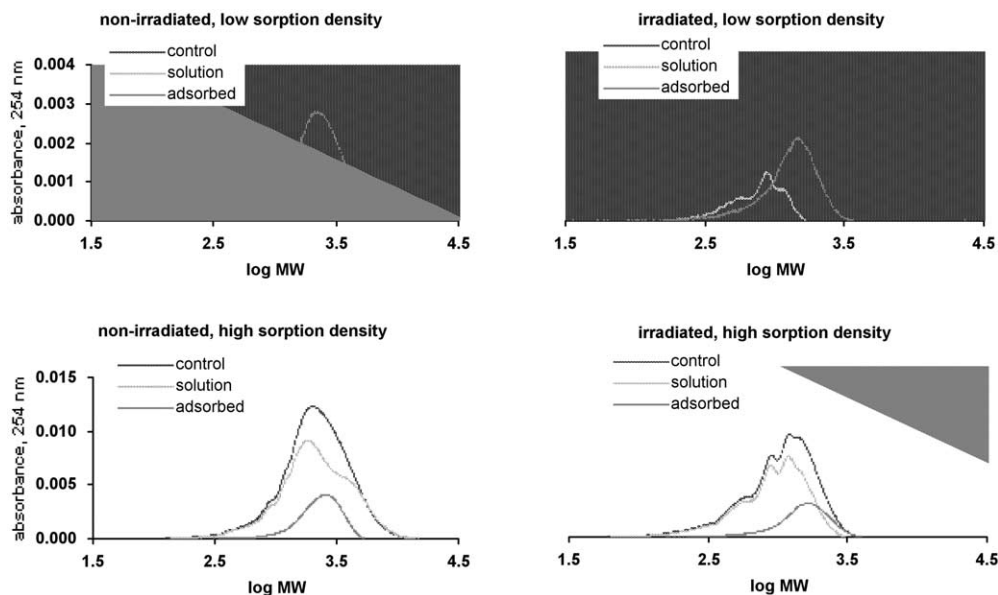 non-irradiated, low sorption density
control
solution
adsorbed
absorbance, 254 nm
0.004
0.003
0.002
0.001
0.000
1.5 2.5 3.5 4.5
log MW
irradiated, low sorption density
control
solution
adsorbed
1.5 2.5 3.5 4.5
log MW
non-irradiated, high sorption density
control
solution
adsorbed
absorbance, 254 nm
0.015
0.010
0.005
0.000
1.5 2.5 3.5 4.5
log MW
irradiated, high sorption density
control
solution
adsorbed
1.5 2.5 3.5 4.5
log MW